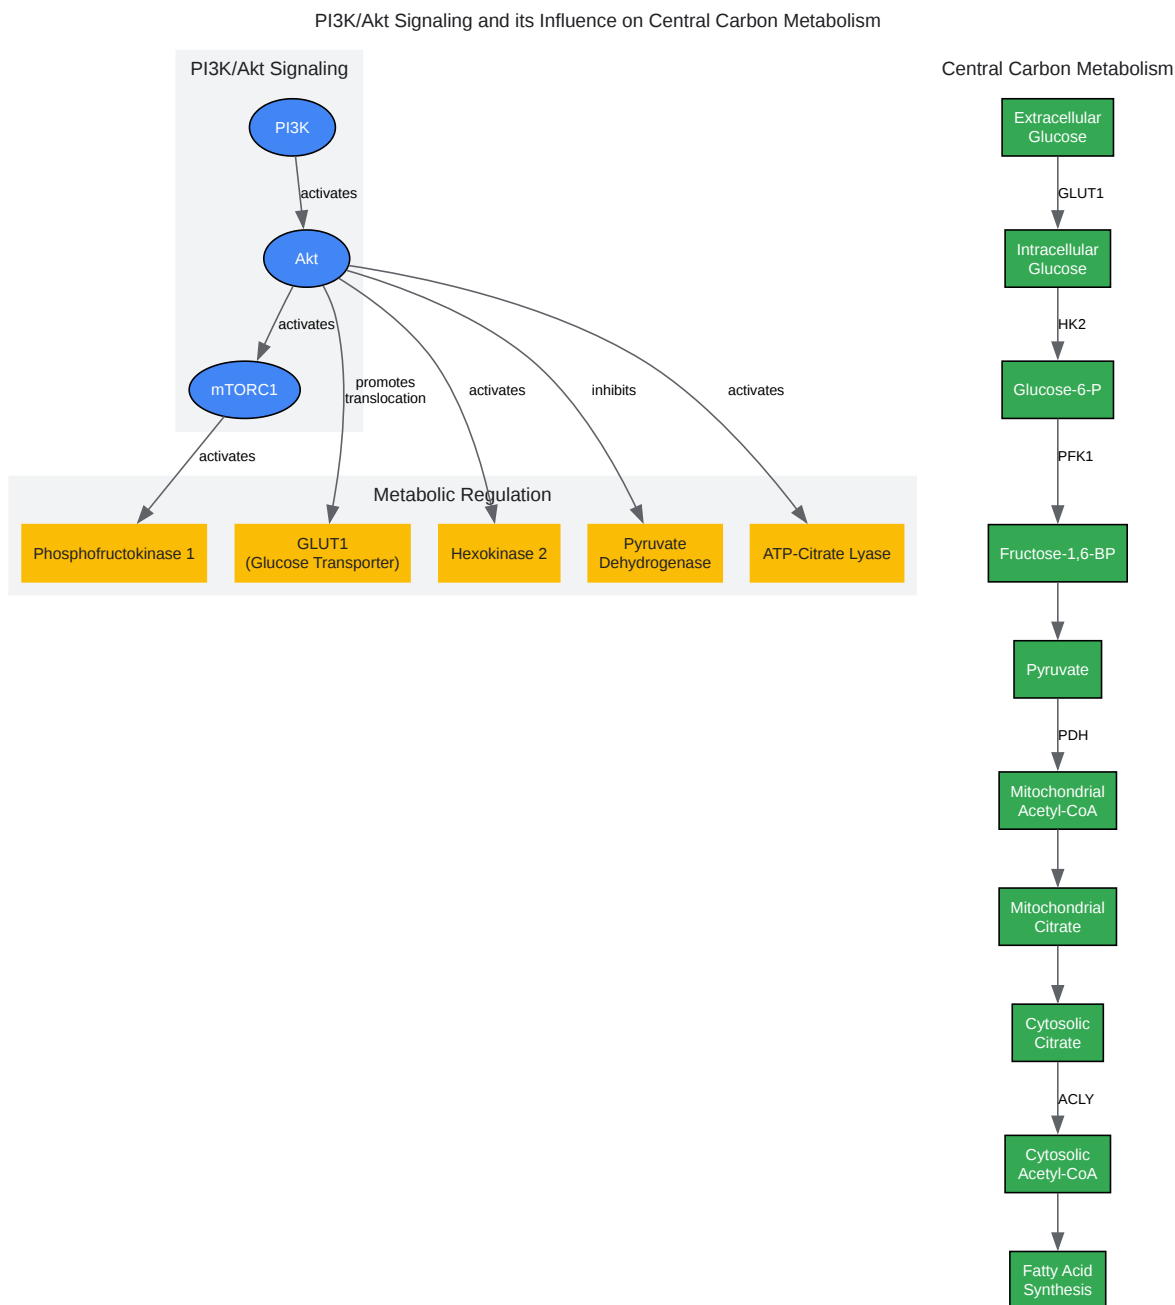 PI3K/Akt Signaling and its Influence on Central Carbon Metabolism
PI3K/Akt Signaling
PI3K
activates
Akt
activates
mTORC1
promotes
translocation
activates
inhibits
activates
activates
Metabolic Regulation
Phosphofructokinase 1
GLUT1
(Glucose Transporter)
Hexokinase 2
Pyruvate
Dehydrogenase
ATP-Citrate Lyase
Central Carbon Metabolism
Extracellular
Glucose
GLUT1
Intracellular
Glucose
HK2
Glucose-6-P
PFK1
Fructose-1,6-BP
Pyruvate
PDH
Mitochondrial
Acetyl-CoA
Mitochondrial
Citrate
Cytosolic
Citrate
ACLY
Cytosolic
Acetyl-CoA
Fatty Acid
Synthesis